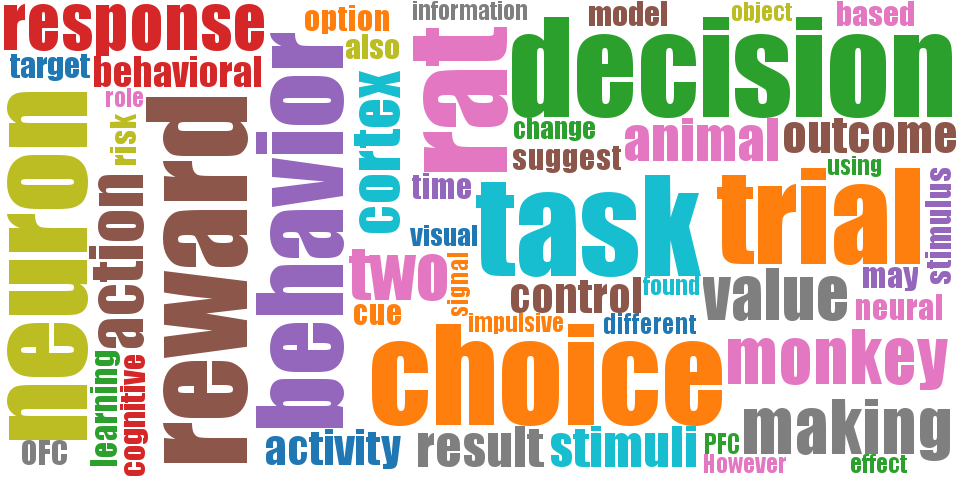 response
option
information
model
object
based
target
behavioral
also
decision
neuron
role
risk
reward
behavior
cortex
rat
change
animal
outcome
suggest
using
action
time
task
trial
stimulus
visual
two
signal
control
found
value
may
neural
cue
impulsive
different
choice
monkey
learning
cognitive
OFC
activity
result
stimuli
PFC
making
However
effect